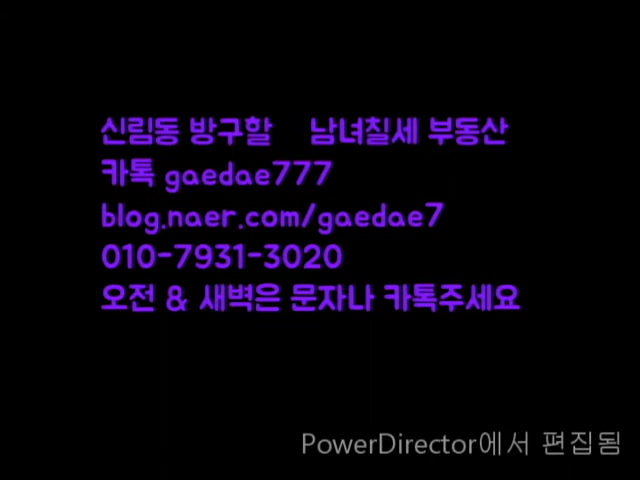 신림동 방구할 남녀칠세 부동산
카톡 gaedae777
blog.naer.com/gaedae7
010-7931-3020
오전 & 새벽은 문자나 카톡주세요
PowerDirector에서 편집됨